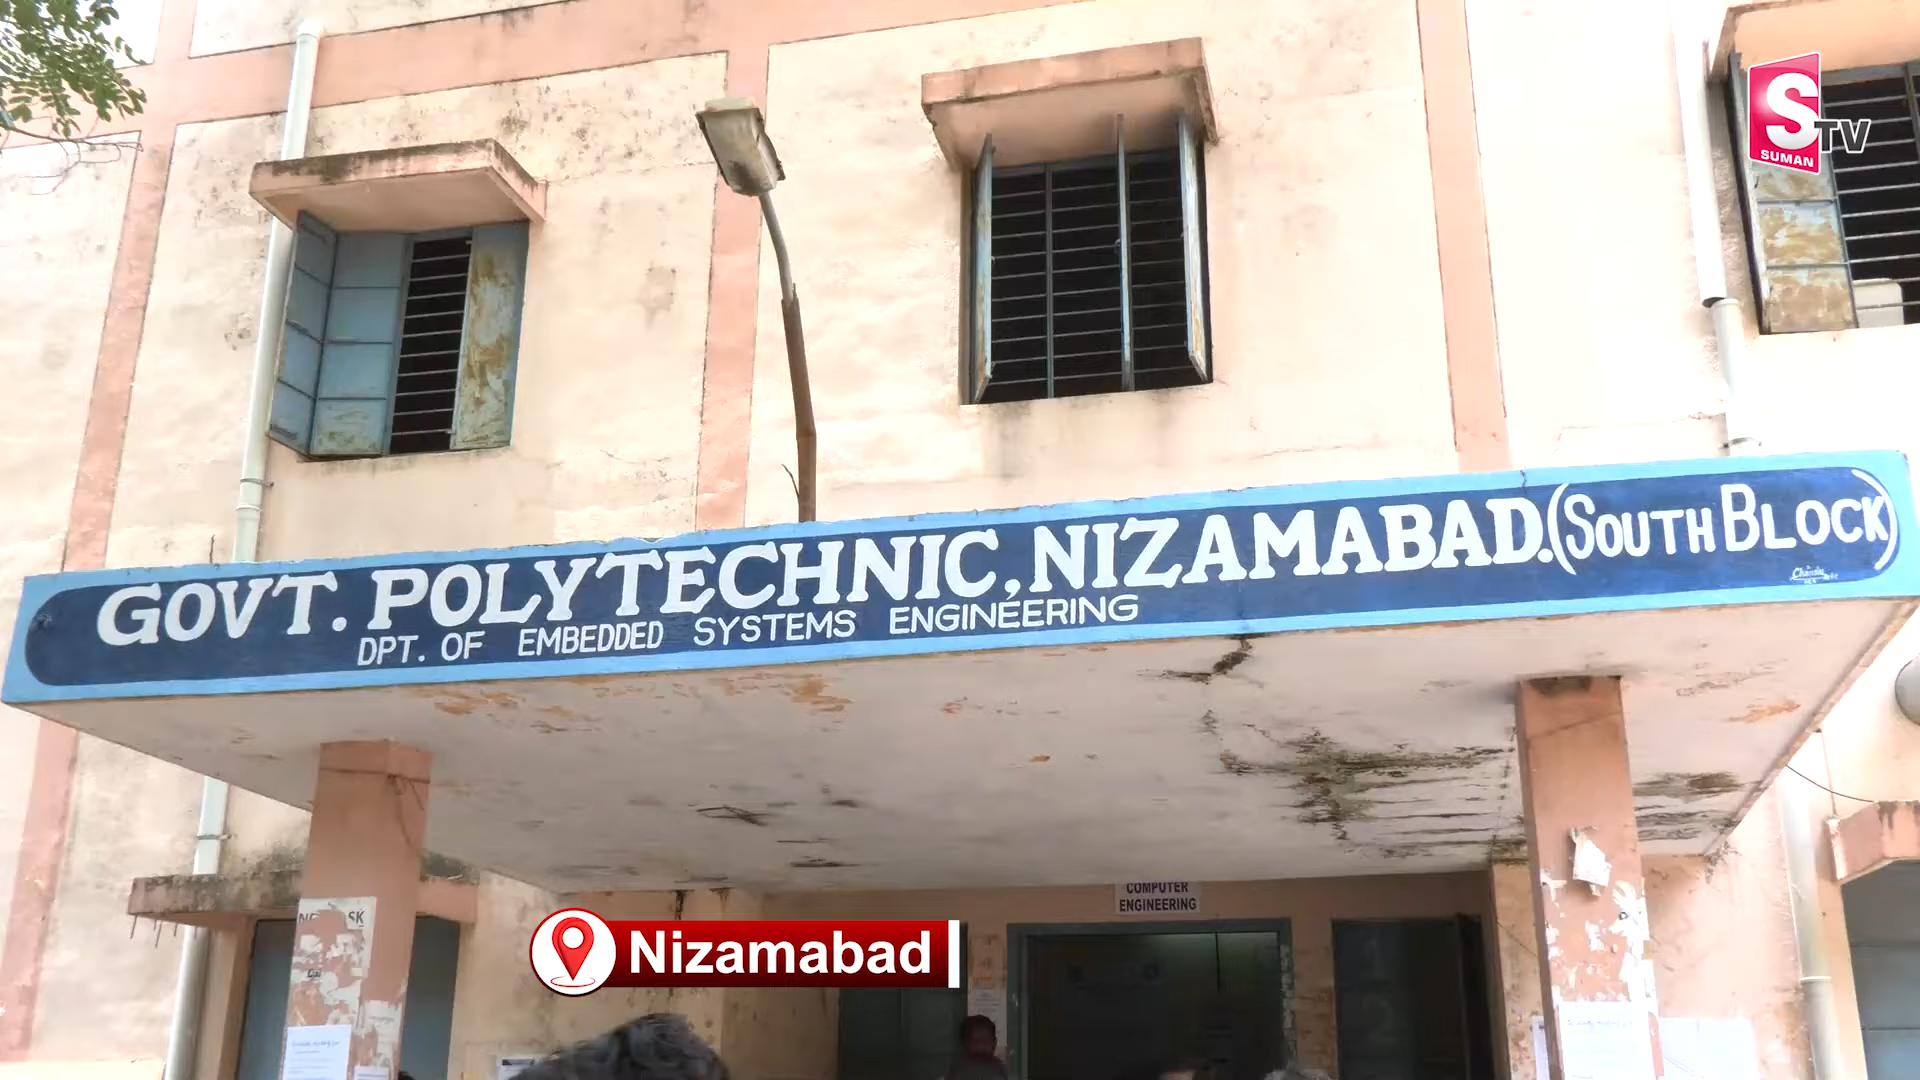 S TV
SUMAN
GOVT. POLYTECHNIC, NIZAMABAD. (SOUTH BLOCK)
DPT. OF EMBEDDED SYSTEMS ENGINEERING
COMPUTER
ENGINEERING
Nizamabad